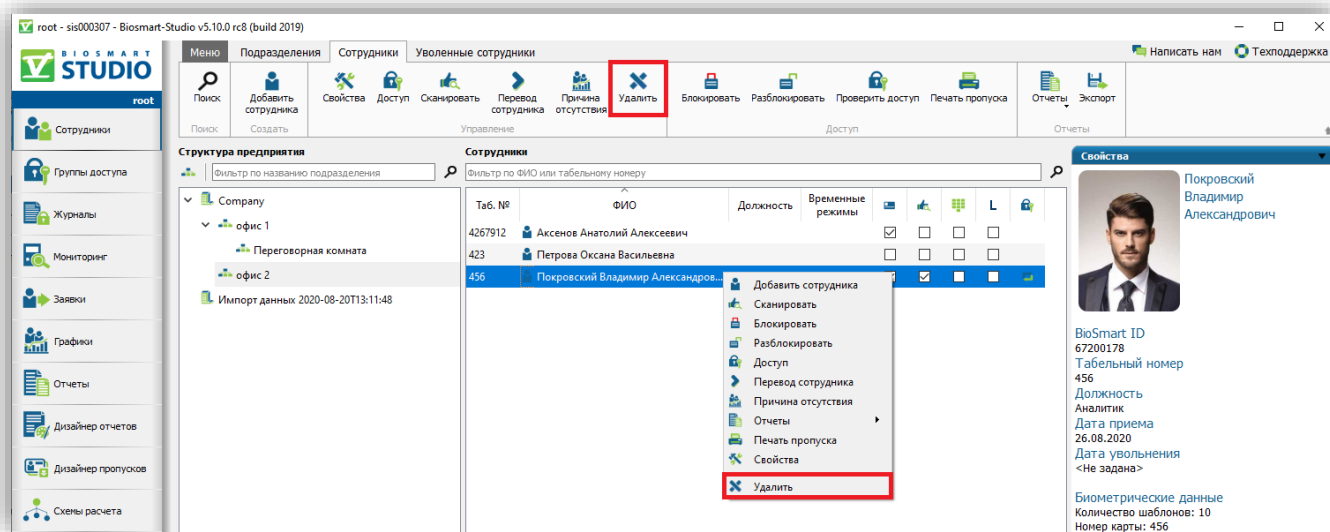 root - sis000307 - Biosmart-Studio v5.10.0 rc8 (build 2019)
BIOSMART
STUDIO
root
Меню
Подразделения
Сотрудники
Уволенные сотрудники
Написать нам
Техподдержка
Поиск
Добавить
сотрудника
Свойства
Доступ
Сканировать
Перевод
сотрудника
Причина
отсутствия
Удалить
Блокировать
Разблокировать
Проверить доступ
Печать пропуска
Отчеты
Экспорт
Поиск
Создать
Управление
Доступ
Отчеты
Сотрудники
Группы доступа
Журналы
Мониторинг
Заявки
Графики
Отчеты
Дизайнер отчетов
Дизайнер пропусков
Схемы расчета
Структура предприятия
Фильтр по названию подразделения
Company
офис 1
Переговорная комната
офис 2
Импорт данных 2020-08-20T13:11:48
Сотрудники
Фильтр по ФИО или табельному номеру
Таб. №
ФИО
Должность
Временные
режимы
L
4267912 Аксенов Анатолий Алексеевич
423 Петрова Оксана Васильевна
456 Покровский Владимир Александров...
Добавить сотрудника
Сканировать
Блокировать
Разблокировать
Доступ
Перевод сотрудника
Причина отсутствия
Отчеты
Печать пропуска
Свойства
Удалить
Свойства
Покровский
Владимир
Александрович
BioSmart ID
67200178
Табельный номер
456
Должность
Аналитик
Дата приема
26.08.2020
Дата увольнения
<Не задана>
Биометрические данные
Количество шаблонов: 10
Номер карты: 456